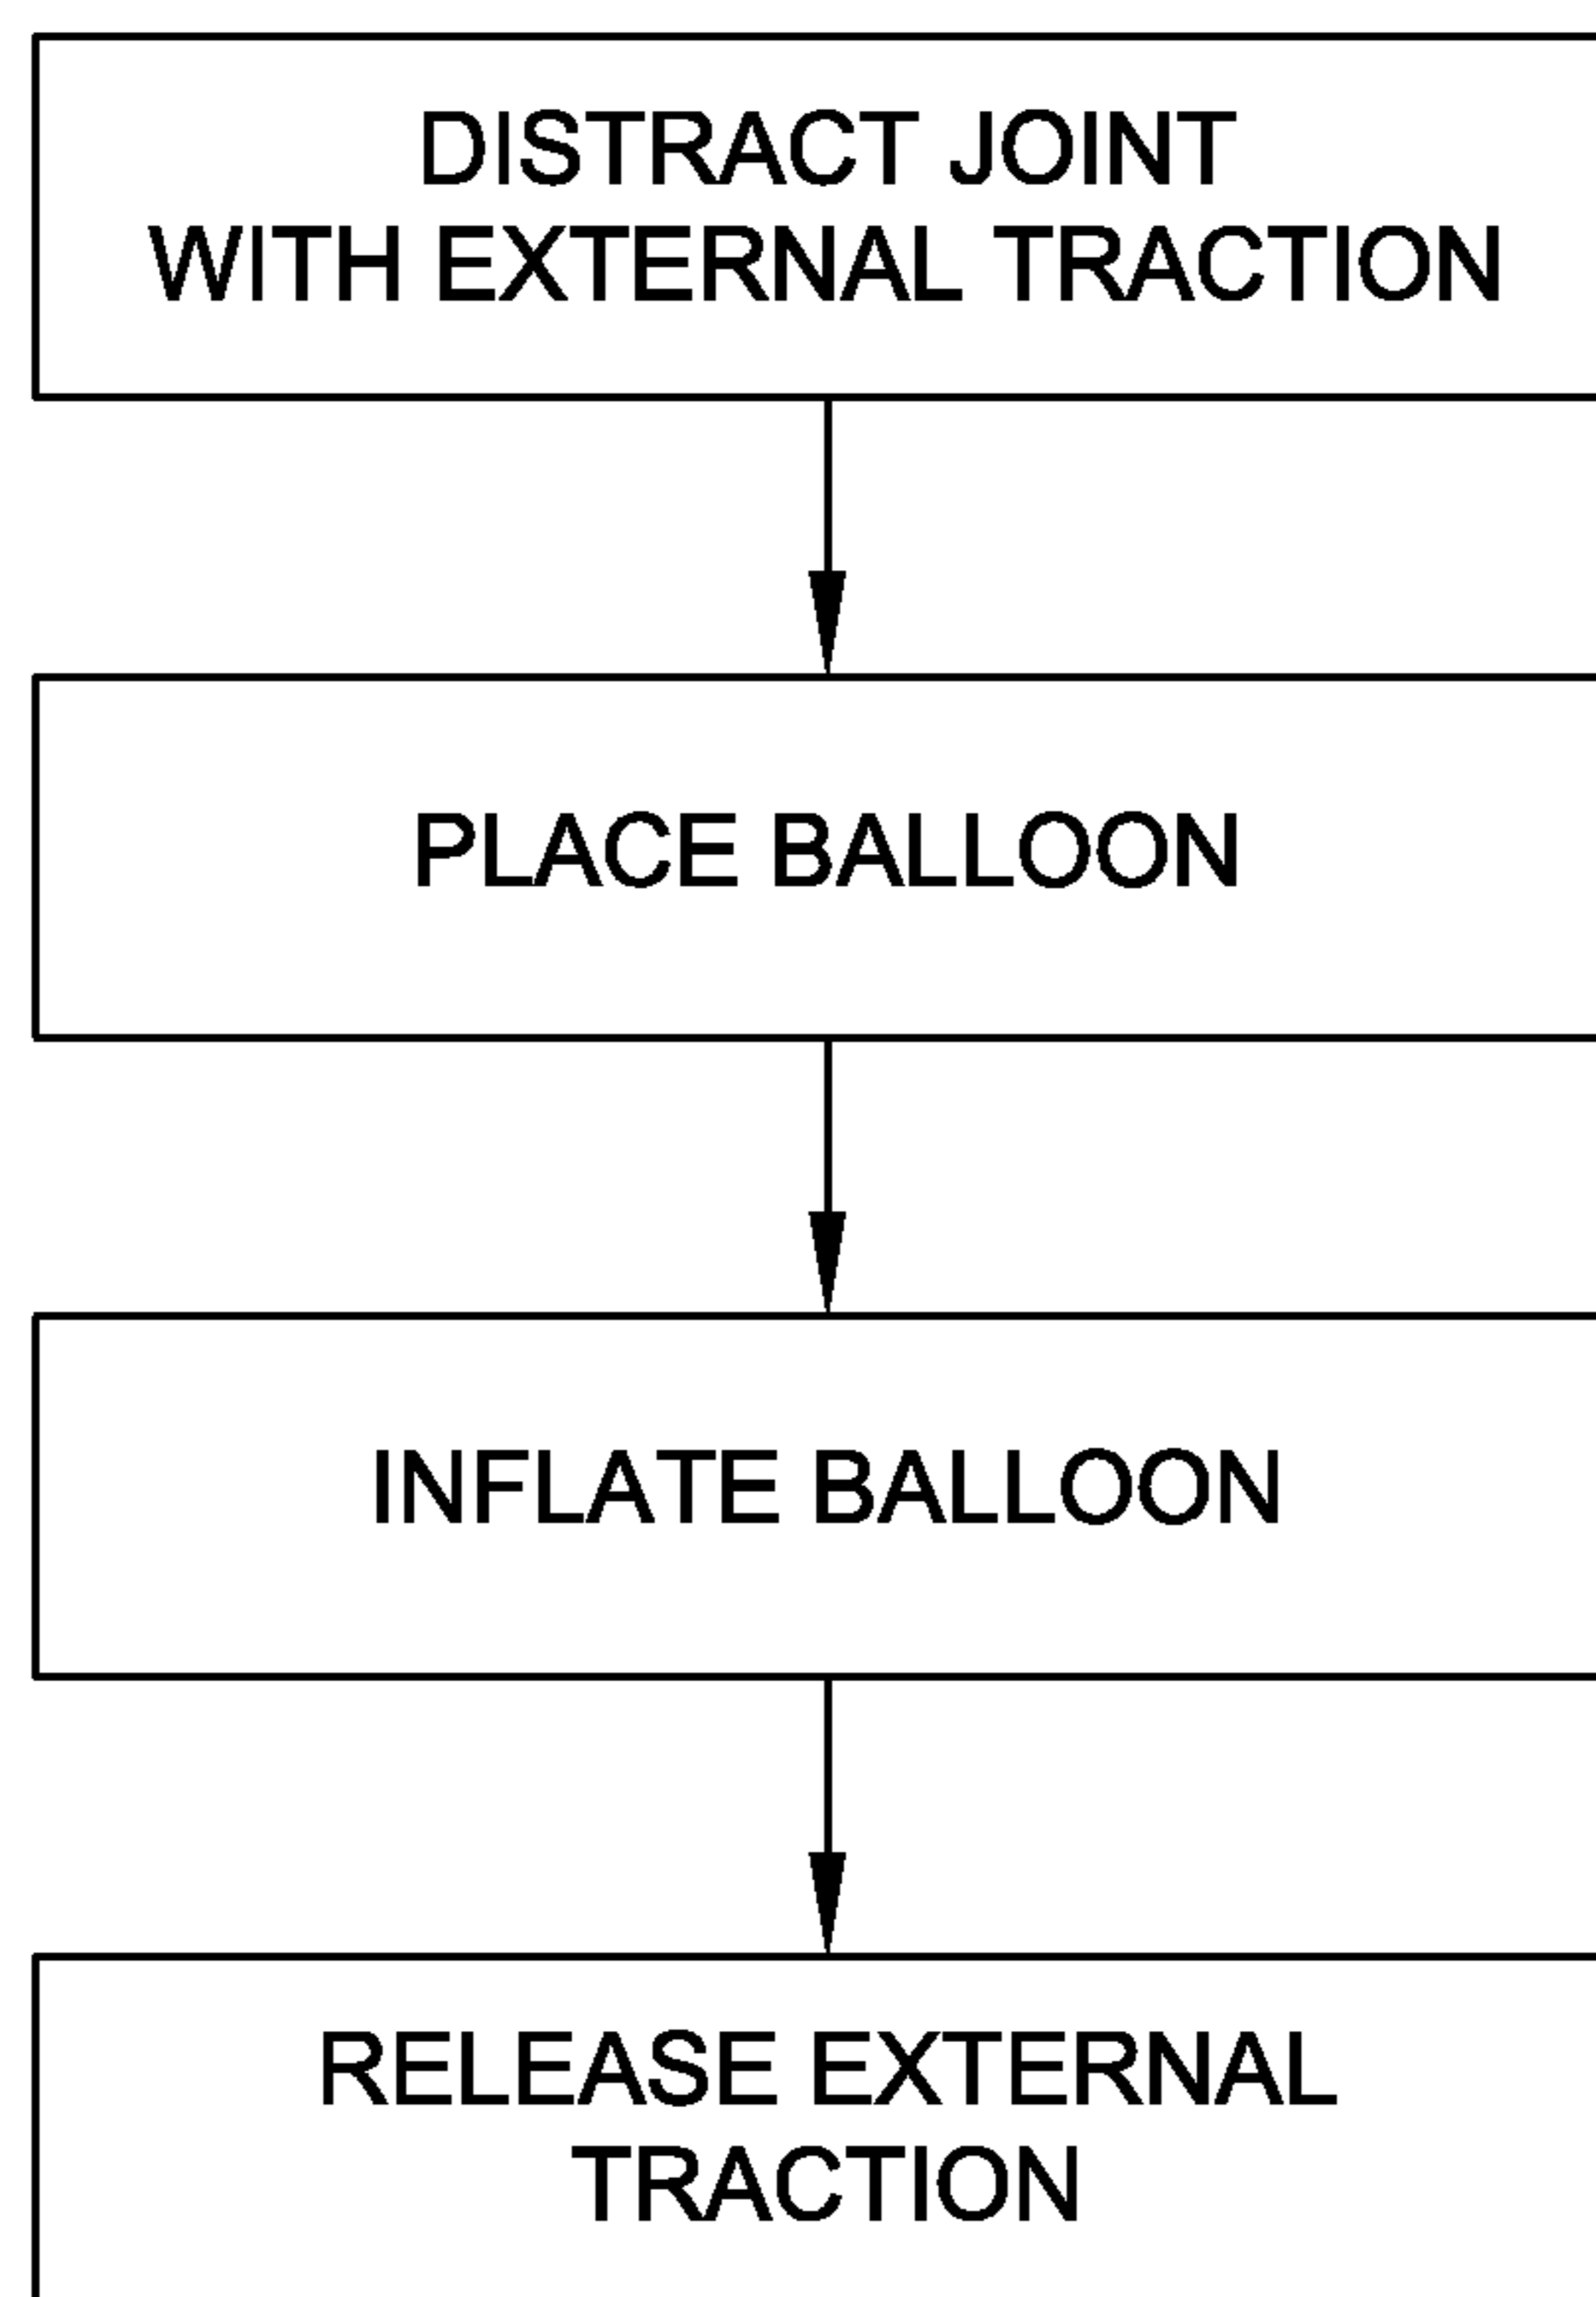 DISTRACT JOINT
WITH EXTERNAL TRACTION
PLACE BALLOON
INFLATE BALLOON
RELEASE EXTERNAL
TRACTION